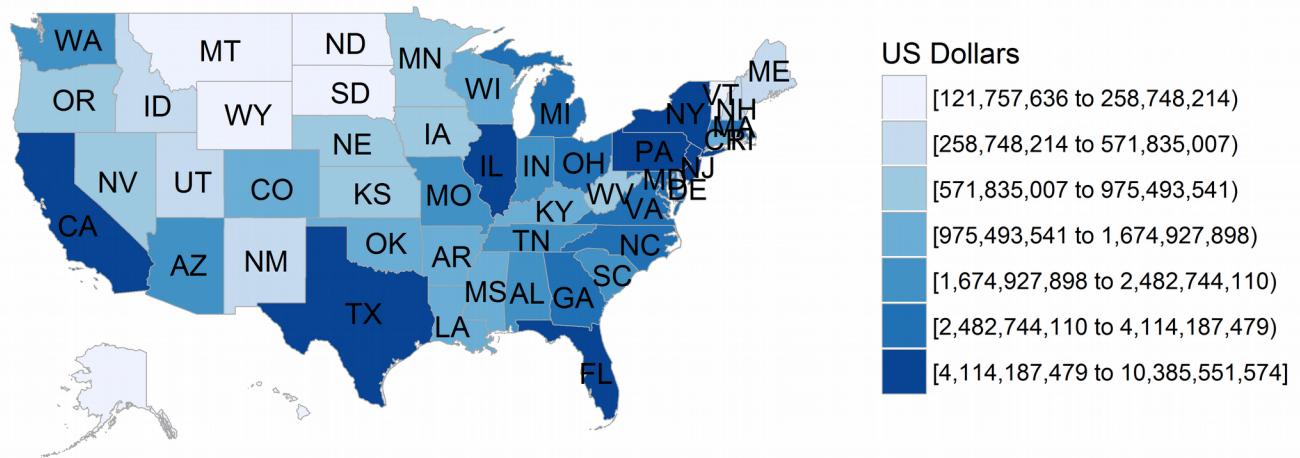 WA
MT
ND
MN
OR
ID
WY
SD
WI
MI
ME
VT
NH
NY
MA
CT
RI
NE
IA
PA
NJ
NV
UT
CO
KS
MO
IL
IN
OH
WV
MD
DE
VA
KY
CA
AZ
NM
OK
AR
TN
NC
SC
TX
LA
MS
AL
GA
FL
US Dollars
[121,757,636 to 258,748,214)
[258,748,214 to 571,835,007)
[571,835,007 to 975,493,541)
[975,493,541 to 1,674,927,898)
[1,674,927,898 to 2,482,744,110)
[2,482,744,110 to 4,114,187,479)
[4,114,187,479 to 10,385,551,574]